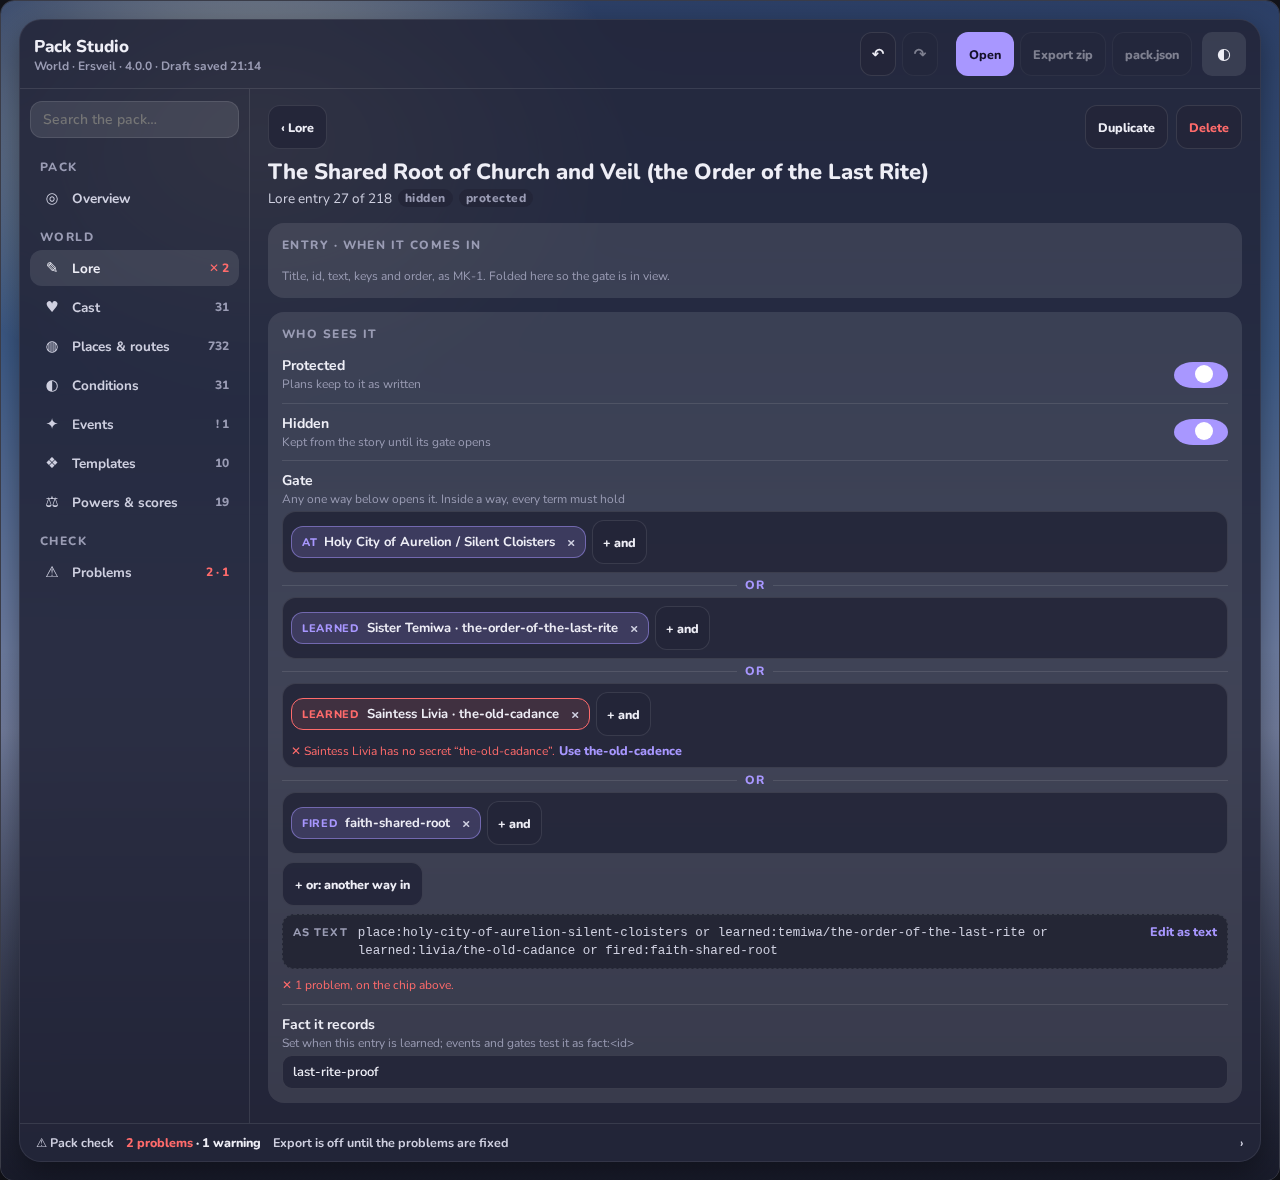 Pack Studio
World · Ersveil · 4.0.0 · Draft saved 21:14
↶
↷
Open
Export zip
pack.json
◐
Search the pack...
PACK
◎ Overview
WORLD
✎ Lore × 2
♥ Cast 31
◍ Places & routes 732
◐ Conditions 31
✦ Events ! 1
❖ Templates 10
⚖ Powers & scores 19
CHECK
⚠ Problems 2 · 1
‹ Lore
Duplicate
Delete
The Shared Root of Church and Veil (the Order of the Last Rite)
Lore entry 27 of 218 hidden protected
ENTRY · WHEN IT COMES IN
Title, id, text, keys and order, as MK-1. Folded here so the gate is in view.
WHO SEES IT
Protected
Plans keep to it as written
Hidden
Kept from the story until its gate opens
Gate
Any one way below opens it. Inside a way, every term must hold
AT Holy City of Aurelion / Silent Cloisters × + and
OR
LEARNED Sister Temiwa · the-order-of-the-last-rite × + and
OR
LEARNED Saintess Livia · the-old-cadance × + and
✕ Saintess Livia has no secret “the-old-cadance”. Use the-old-cadence
OR
FIRED faith-shared-root × + and
+ or: another way in
AS TEXT place:holy-city-of-aurelion-silent-cloisters or learned:temiwa/the-order-of-the-last-rite or
learned:livia/the-old-cadance or fired:faith-shared-root
Edit as text
✕ 1 problem, on the chip above.
Fact it records
Set when this entry is learned; events and gates test it as fact:<id>
last-rite-proof
⚠ Pack check 2 problems · 1 warning Export is off until the problems are fixed ›